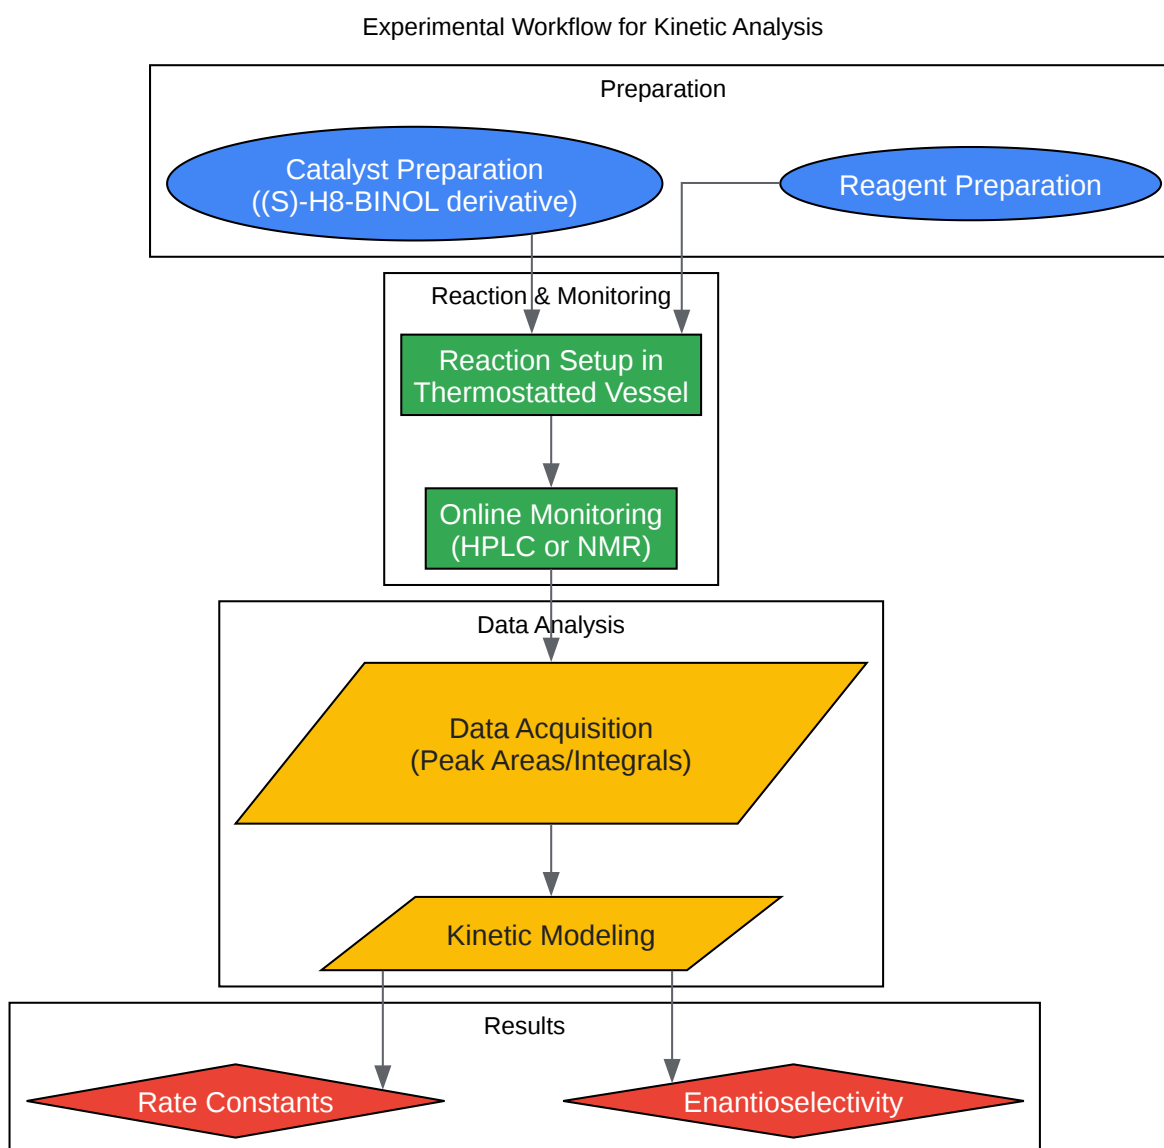 Experimental Workflow for Kinetic Analysis
Preparation
Catalyst Preparation
((S)-H8-BINOL derivative)
Reagent Preparation
Reaction & Monitoring
Reaction Setup in
Thermostatted Vessel
Online Monitoring
(HPLC or NMR)
Data Analysis
Data Acquisition
(Peak Areas/Integrals)
Kinetic Modeling
Results
Rate Constants
Enantioselectivity